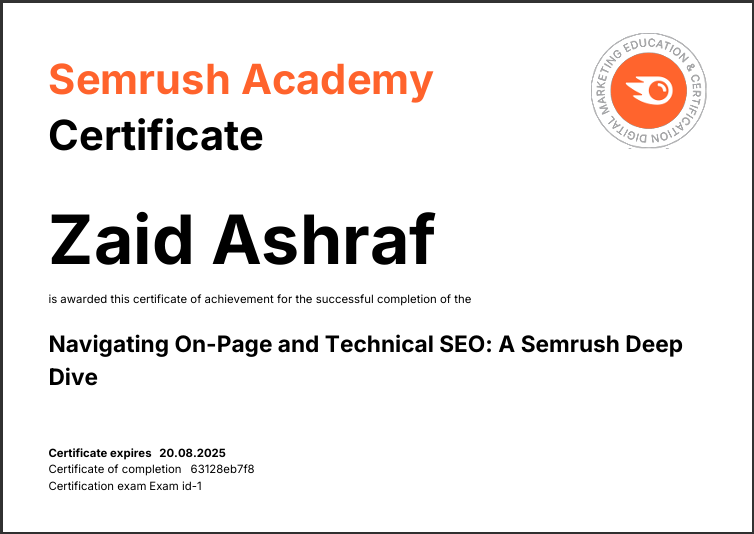 Semrush Academy
Certificate
DIGITAL MARKETING EDUCATION & CERTIFICATION
Zaid Ashraf
is awarded this certificate of achievement for the successful completion of the
Navigating On-Page and Technical SEO: A Semrush Deep
Dive
Certificate expires 20.08.2025
Certificate of completion 63128eb7f8
Certification exam Exam id-1